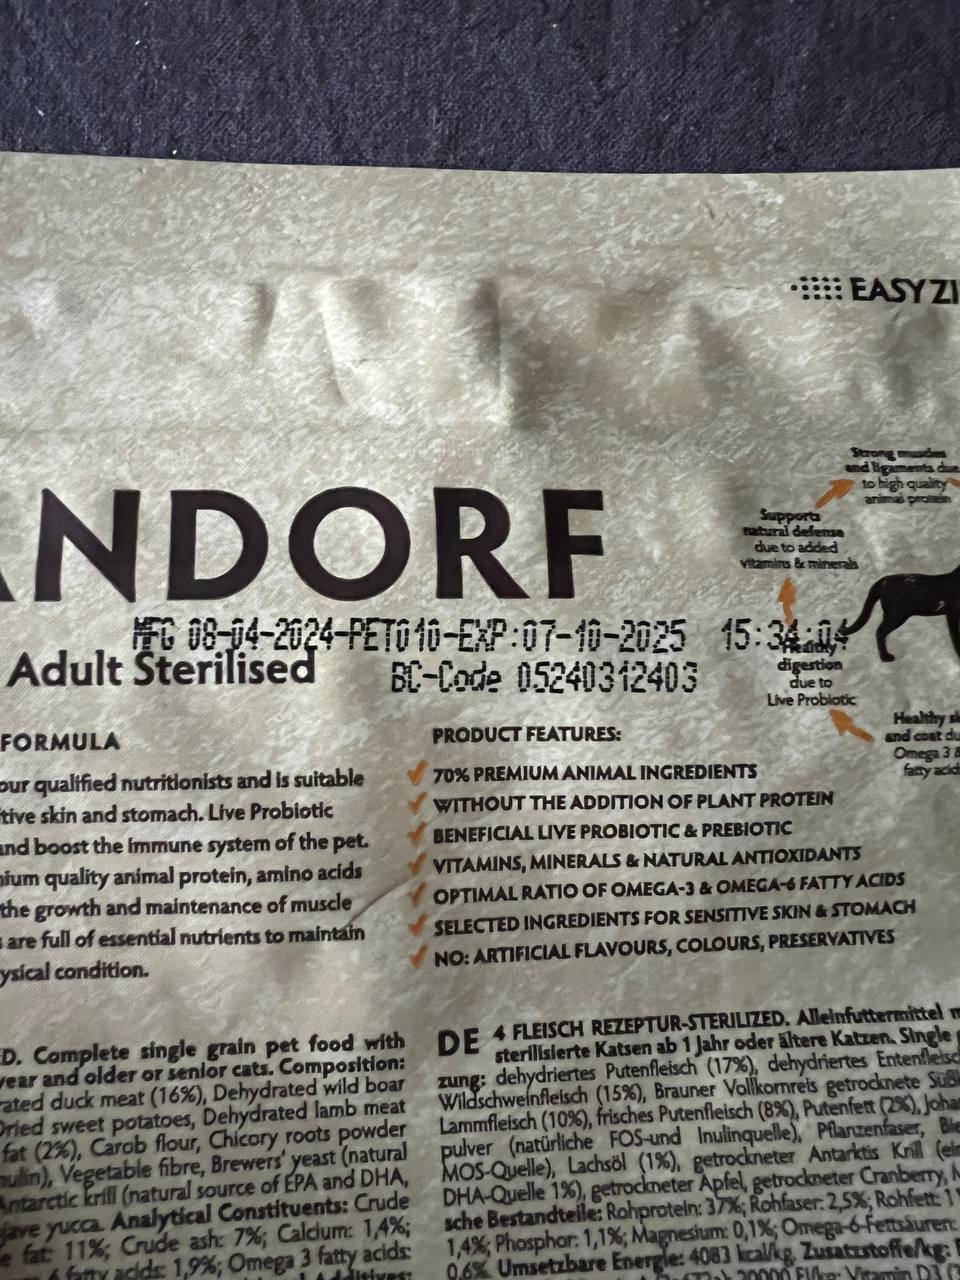 EASY ZI
NDORF
MFG 08-04-2024-PET010-EXP:07-10-2025 15:34:04
Adult Sterilised
BC-Code 05240312403
Strong muscles
and ligaments due
to high quality
animal protein
Supports
natural defense
due to added
vitamins & minerals
Healthy
digestion
due to
Live Probiotic
Healthy
and coat
Omega 3 &
fatty
FORMULA
our qualified nutritionists and is suitable
tive skin and stomach. Live Probiotic
and boost the immune system of the pet.
nium quality animal protein, amino acids
the growth and maintenance of muscle
are full of essential nutrients to maintain
ysical condition.
PRODUCT FEATURES:
70% PREMIUM ANIMAL INGREDIENTS
WITHOUT THE ADDITION OF PLANT PROTEIN
BENEFICIAL LIVE PROBIOTIC & PREBIOTIC
VITAMINS, MINERALS & NATURAL ANTIOXIDANTS
OPTIMAL RATIO OF OMEGA-3 & OMEGA-6 FATTY ACIDS
SELECTED INGREDIENTS FOR SENSITIVE SKIN & STOMACH
NO: ARTIFICIAL FLAVOURS, COLOURS, PRESERVATIVES
D. Complete single grain pet food with
year and older or senior cats. Composition:
rated duck meat (16%), Dehydrated wild boar
Dried sweet potatoes, Dehydrated lamb meat
fat (2%), Carob flour, Chicory roots powder
nulin), Vegetable fibre, Brewers' yeast (natural
Antarctic krill (natural source of EPA and DHA,
yucca. Analytical Constituents: Crude
fat: 11%; Crude ash: 7%; Calcium: 1,4%;
fatty acids: 1,9%; Omega 3 fatty acids:
DE 4 FLEISCH REZEPTUR-STERILIZED. Alleinfuttermittel
sterilisierte Katsen ab 1 Jahr oder ältere Katzen. Single
zung: dehydriertes Putenfleisch (17%), dehydriertes Entenfleisc
Wildschweinfleisch (15%), Brauner Vollkornreis getrocknete Süß
Lammfleisch (10%), frisches Putenfleisch (8%), Putenfett (2%), Joha
pulver (natürliche FOS-und Inulinquelle), Pflanzenfaser, Bie
MOS-Quelle), Lachsöl (1%), getrockneter Antarktis Krill (ein
DHA-Quelle 1%), getrockneter Apfel, getrockneter Cranberry,
sche Bestandteile: Rohprotein: 37%; Rohfaser: 2,5%; Rohfett: 11
1,4%; Phosphor: 1,1%; Magnesium: 0,1%; Omega-6-Fettsäuren:
0,6%. Umsetzbare Energie: 4083 kcal/kg. Zusatzstoffe/kg:
20000 Vitamin D3